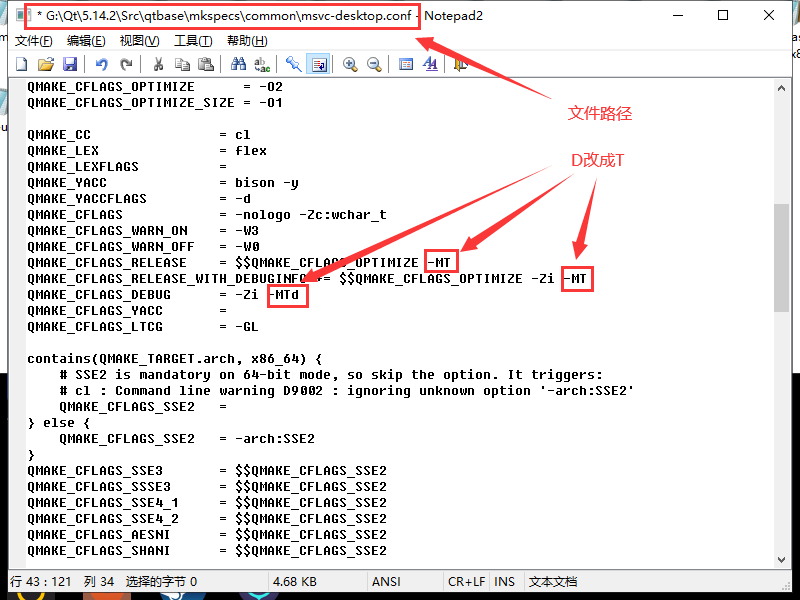 * G:\Qt\5.14.2\Src\qtbase\mkspecs\common\msvc-desktop.conf - Notepad2
文件(F) 编辑(E) 视图(V) 工具(T) 帮助(H)
QMAKE_CFLAGS_OPTIMIZE = -O2
QMAKE_CFLAGS_OPTIMIZE_SIZE = -O1
文件路径
QMAKE_CC = cl
QMAKE_LEX = flex
D改成T
QMAKE_LEXFLAGS =
QMAKE_YACC = bison -y
QMAKE_YACCFLAGS = -d
QMAKE_CFLAGS = -nologo -Zc:wchar_t
QMAKE_CFLAGS_WARN_ON = -W3
QMAKE_CFLAGS_WARN_OFF = -W0
QMAKE_CFLAGS_RELEASE = $$QMAKE_CFLAGS_OPTIMIZE -MT
QMAKE_CFLAGS_RELEASE_WITH_DEBUGINFO += $$QMAKE_CFLAGS_OPTIMIZE -Zi -MT
QMAKE_CFLAGS_DEBUG = -Zi -MTd
QMAKE_CFLAGS_YACC =
QMAKE_CFLAGS_LTCG = -GL
contains(QMAKE_TARGET.arch, x86_64) {
# SSE2 is mandatory on 64-bit mode, so skip the option. It triggers:
# cl : Command line warning D9002 : ignoring unknown option '-arch:SSE2'
QMAKE_CFLAGS_SSE2 =
} else {
QMAKE_CFLAGS_SSE2 = -arch:SSE2
}
QMAKE_CFLAGS_SSE3 = $$QMAKE_CFLAGS_SSE2
QMAKE_CFLAGS_SSSE3 = $$QMAKE_CFLAGS_SSE2
QMAKE_CFLAGS_SSE4_1 = $$QMAKE_CFLAGS_SSE2
QMAKE_CFLAGS_SSE4_2 = $$QMAKE_CFLAGS_SSE2
QMAKE_CFLAGS_AESNI = $$QMAKE_CFLAGS_SSE2
QMAKE_CFLAGS_SHANI = $$QMAKE_CFLAGS_SSE2
行 43 : 121 列 34 选择的字节 0 4.68 KB ANSI CR+LF INS 文本文档